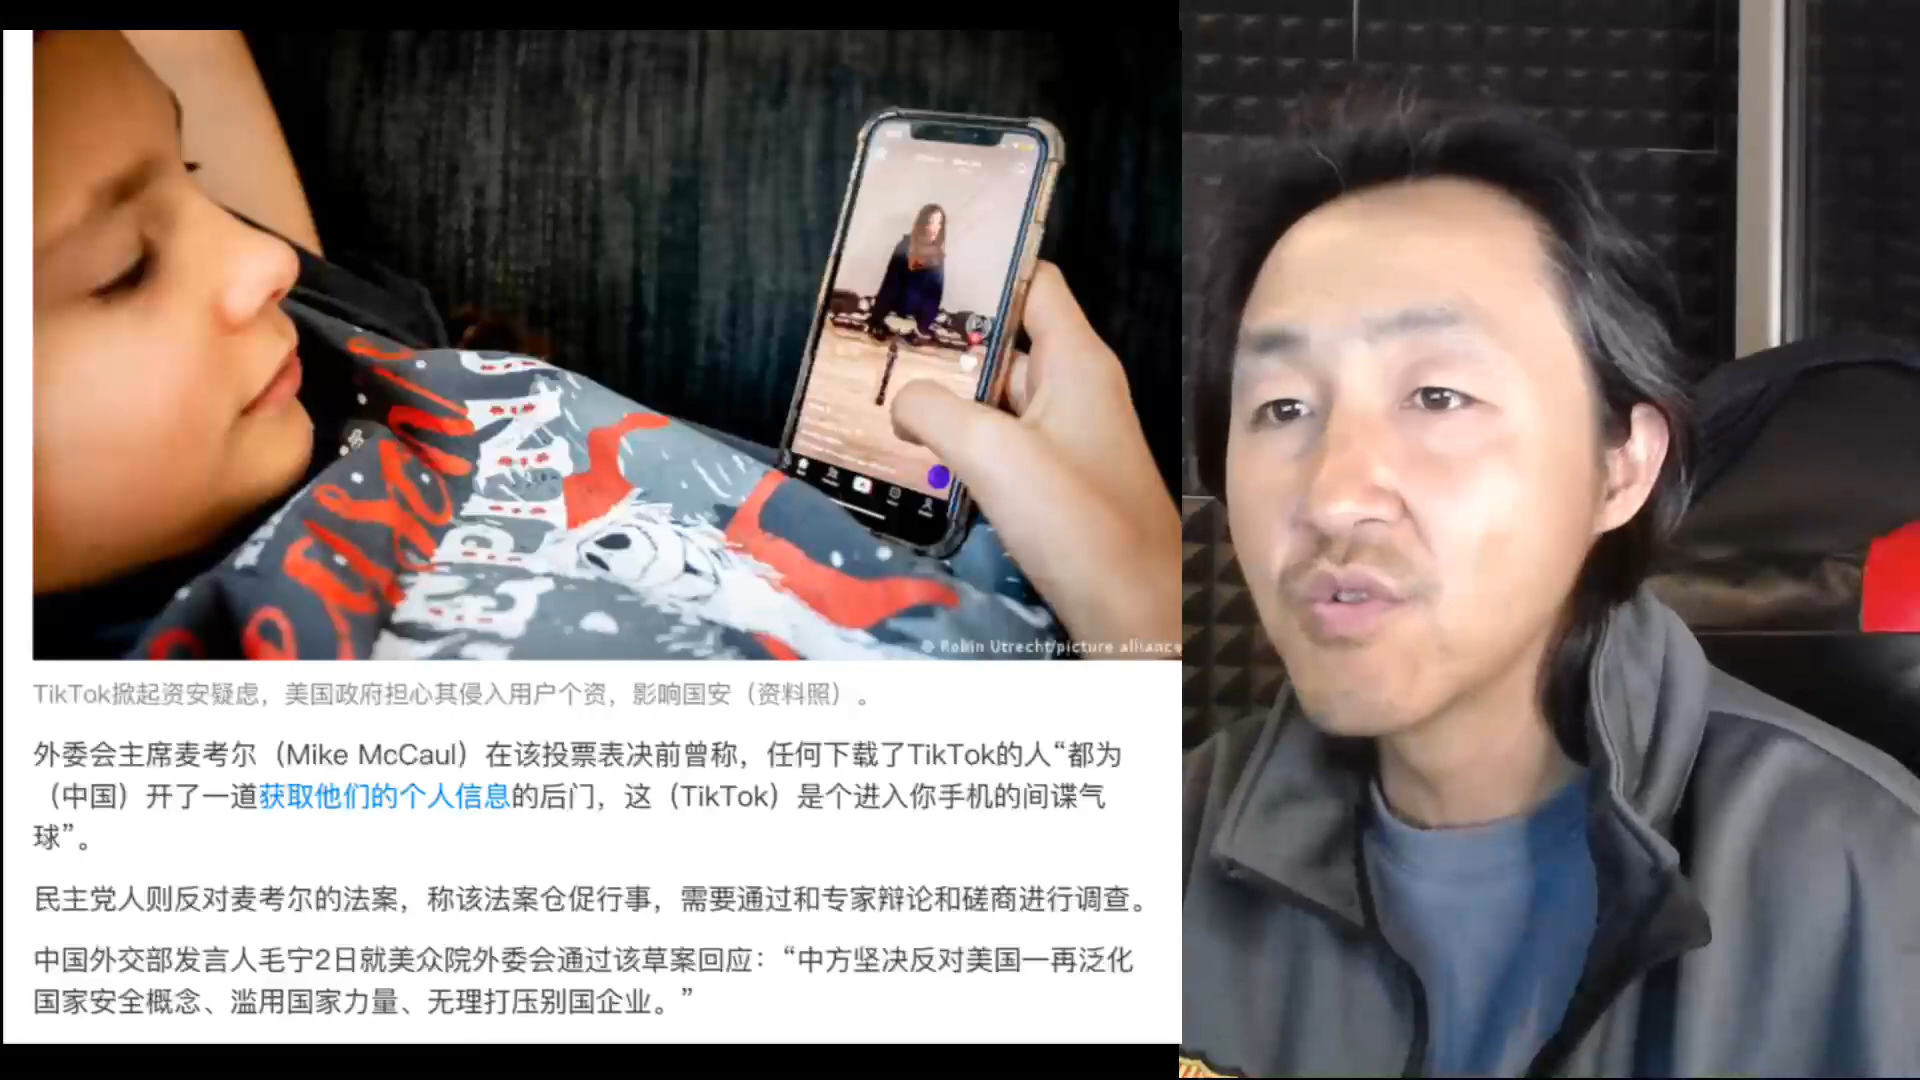 © Robin Utrecht/picture alliance
TikTok掀起资安疑虑，美国政府担心其侵入用户个资，影响国安（资料照）。
外委会主席麦考尔（Mike McCaul）在该投票表决前曾称，任何下载了TikTok的人“都为
（中国）开了一道获取他们的个人信息的后门，这（TikTok）是个进入你手机的间谍气
球”。
民主党人则反对麦考尔的法案，称该法案仓促行事，需要通过和专家辩论和磋商进行调查。
中国外交部发言人毛宁2日就美众院外委会通过该草案回应：“中方坚决反对美国一再泛化
国家安全概念、滥用国家力量、无理打压别国企业。”